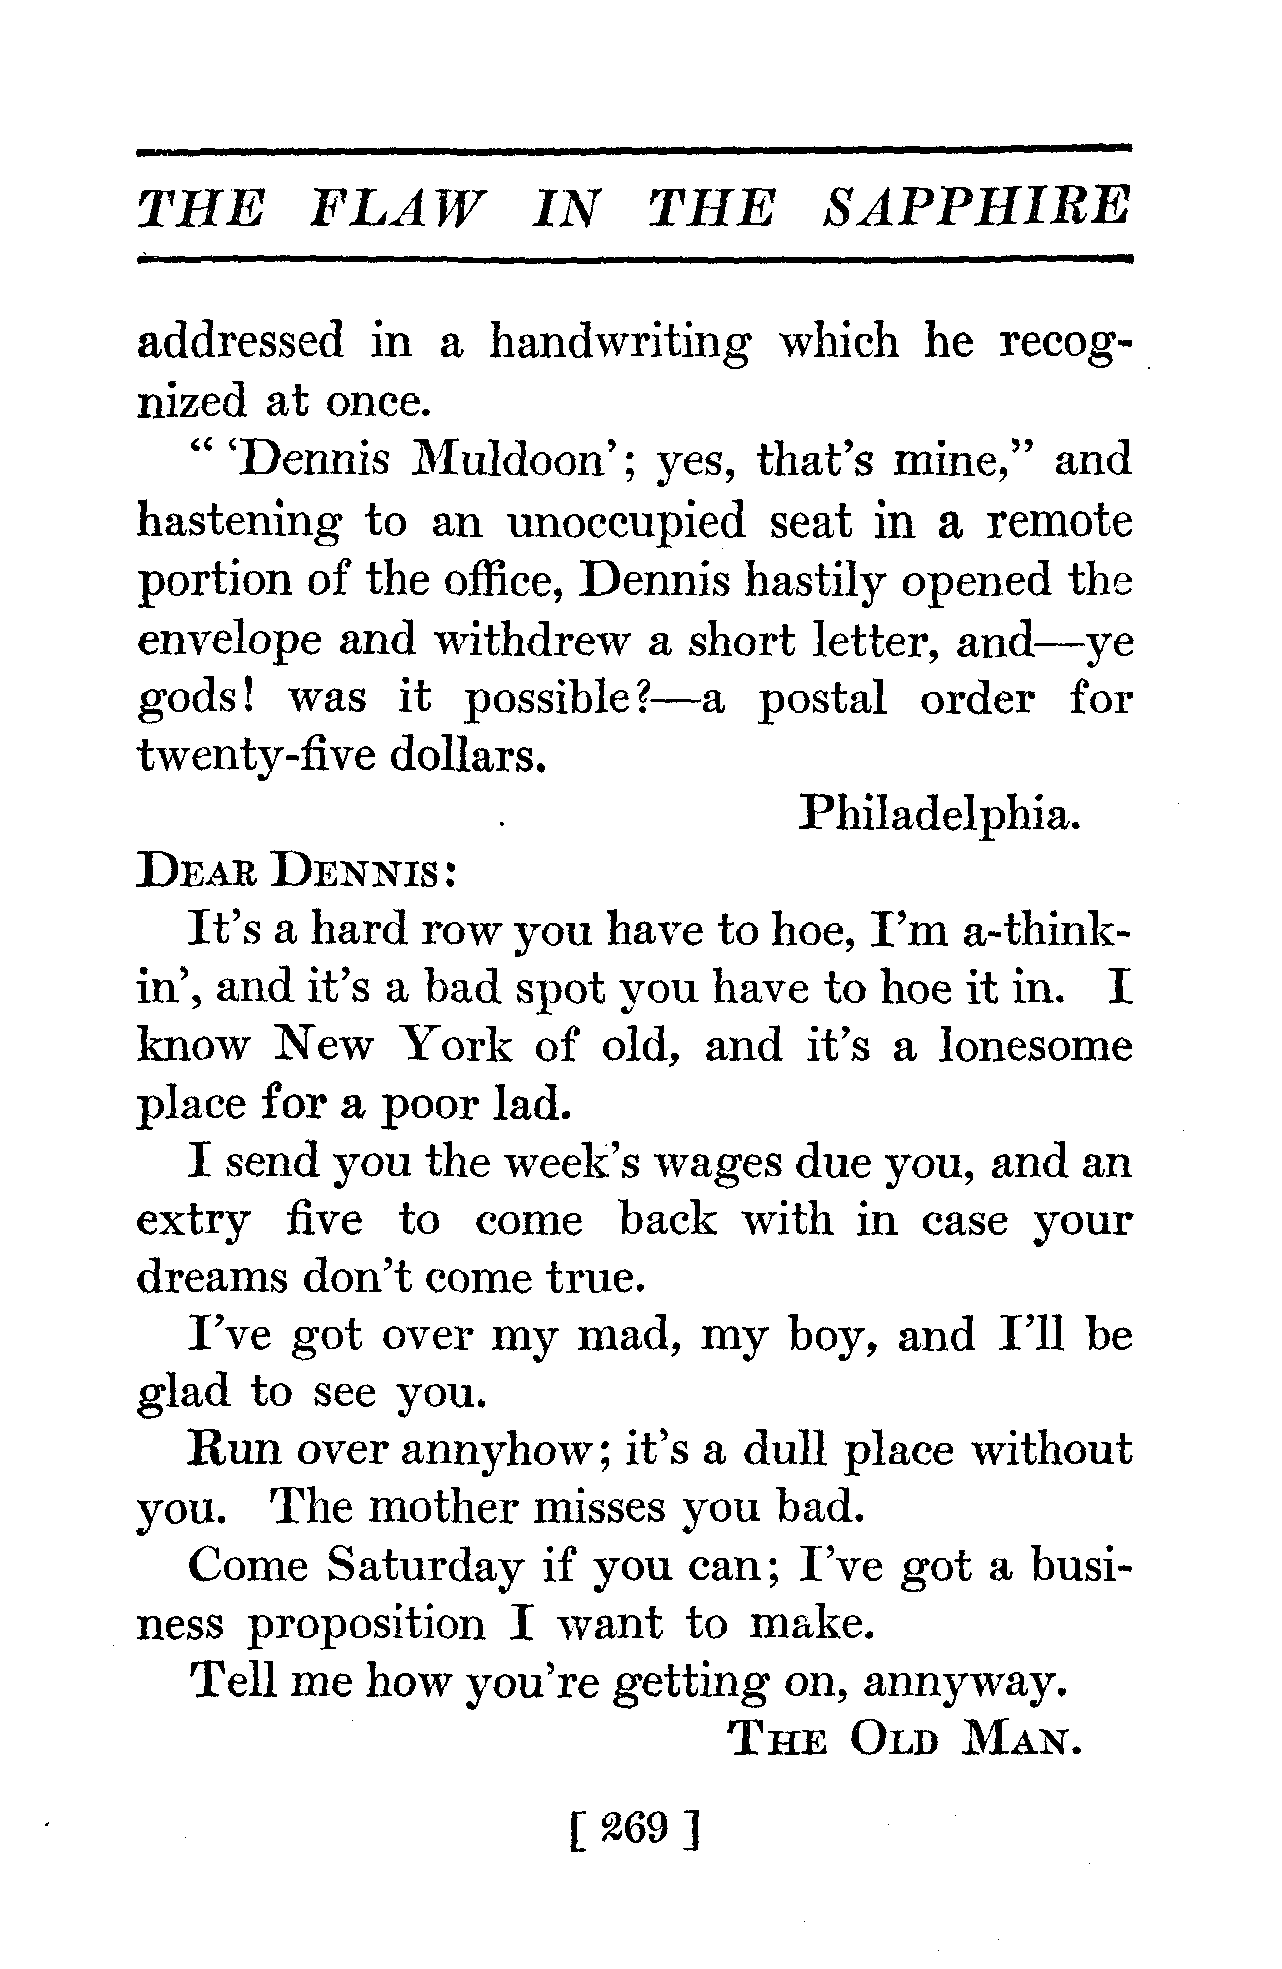 THE FLAW IN THE SAPPHIRE
addressed in a handwriting which he recog-
nized at once.
" 'Dennis Muldoon'; yes, that's mine," and
hastening to an unoccupied seat in a remote
portion of the office, Dennis hastily opened the
envelope and withdrew a short letter, and—ye
gods! was it possible?—a postal order for
twenty-five dollars.
Philadelphia.
DEAR DENNIS:
It's a hard row you have to hoe, I'm a-think-
in', and it's a bad spot you have to hoe it in. I
know New York of old, and it's a lonesome
place for a poor lad.
I send you the week's wages due you, and an
extry five to come back with in case your
dreams don't come true.
I've got over my mad, my boy, and I'll be
glad to see you.
Run over annyhow; it's a dull place without
you. The mother misses you bad.
Come Saturday if you can; I've got a busi-
ness proposition I want to make.
Tell me how you're getting on, annyway.
THE OLD MAN.
[ 269 ]